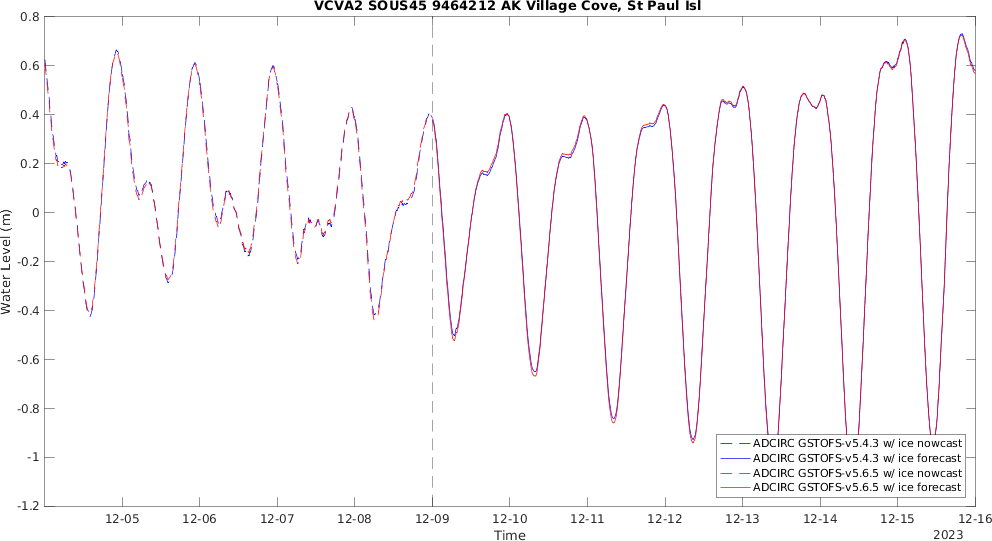 VCVA2 SOUS45 9464212 AK Village Cove, St Paul Isl
0.8
0.6
0.4
0.2
0
-0.2
-0.4
-0.6
-0.8
-1
-1.2
Water Level (m)
ADCIRC GSTOFS-v5.4.3 w/ ice nowcast
ADCIRC GSTOFS-v5.4.3 w/ ice forecast
ADCIRC GSTOFS-v5.6.5 w/ ice nowcast
ADCIRC GSTOFS-v5.6.5 w/ ice forecast
12-05 12-06 12-07 12-08 12-09 12-10 12-11 12-12 12-13 12-14 12-15 12-16
Time
2023